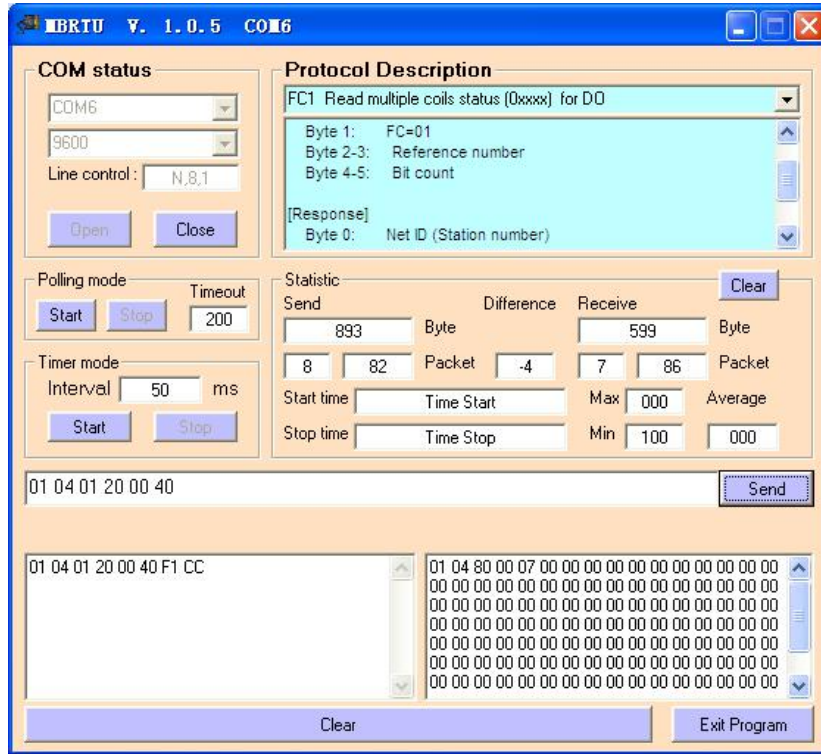 MBRTU V. 1.0.5 COM6
COM status
COM6
9600
Line control : N,8,1
Open Close
Protocol Description
FC1 Read multiple coils status (0xxxx) for DO
Byte 1: FC=01
Byte 2-3: Reference number
Byte 4-5: Bit count
[Response]
Byte 0: Net ID (Station number)
Polling mode
Timeout
Start Stop 200
Timer mode
Interval 50 ms
Start Stop
Statistic
Clear
Send Difference Receive
893 Byte 599 Byte
8 82 Packet -4 7 86 Packet
Start time Time Start Max 000 Average
Stop time Time Stop Min 100 000
01 04 01 20 00 40 Send
01 04 01 20 00 40 F1 CC
01 04 80 00 07 00 00 00 00 00 00 00 00 00 00
00 00 00 00 00 00 00 00 00 00 00 00 00 00 00
00 00 00 00 00 00 00 00 00 00 00 00 00 00 00
00 00 00 00 00 00 00 00 00 00 00 00 00 00 00
00 00 00 00 00 00 00 00 00 00 00 00 00 00 00
00 00 00 00 00 00 00 00 00 00 00 00 00 00 00
00 00 00 00 00 00 00 00 00 00 00 00 00 00 00
Clear Exit Program